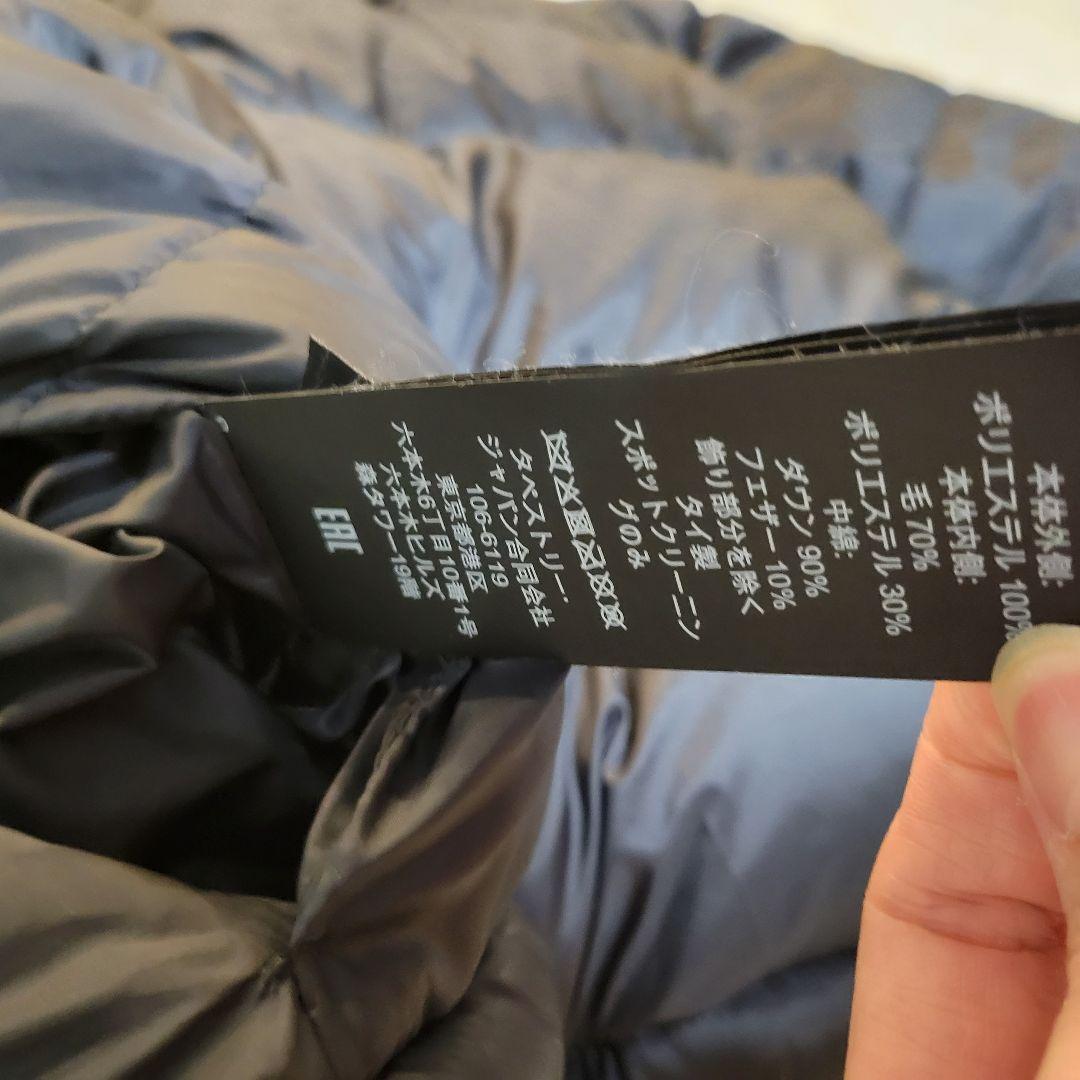 本体外側:
ポリエステル 100%
本体内側:
毛 70%
ポリエステル 30%
中綿:
ダウン 90%
フェザー 10%
飾り部分を除く
タイ製
スポットクリーニン
グのみ
タペストリー・
ジャパン合同会社
106-6119
東京都港区
六本木6丁目10番1号
六本木ヒルズ
森タワー19階
EAC